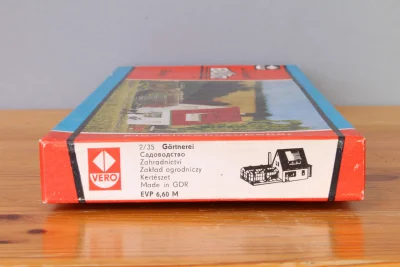 VERO
2/35 Gärtnerei
Садоводство
Zahradnictví
Zakład ogrodniczy
Kertészet
Made in GDR
EVP 6,60 M